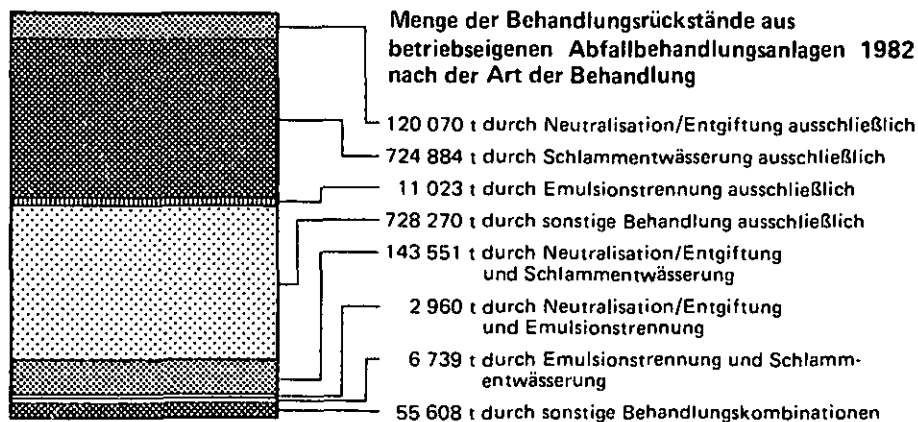 Menge der Behandlungsrückstände aus
betriebseigenen Abfallbehandlungsanlagen 1982
nach der Art der Behandlung
120 070 t durch Neutralisation/Entgiftung ausschließlich
724 884 t durch Schlammentwässerung ausschließlich
11 023 t durch Emulsionstrennung ausschließlich
728 270 t durch sonstige Behandlung ausschließlich
143 551 t durch Neutralisation/Entgiftung
und Schlammentwässerung
2 960 t durch Neutralisation/Entgiftung
und Emulsionstrennung
6 739 t durch Emulsionstrennung und Schlamm-
entwässerung
55 608 t durch sonstige Behandlungskombinationen